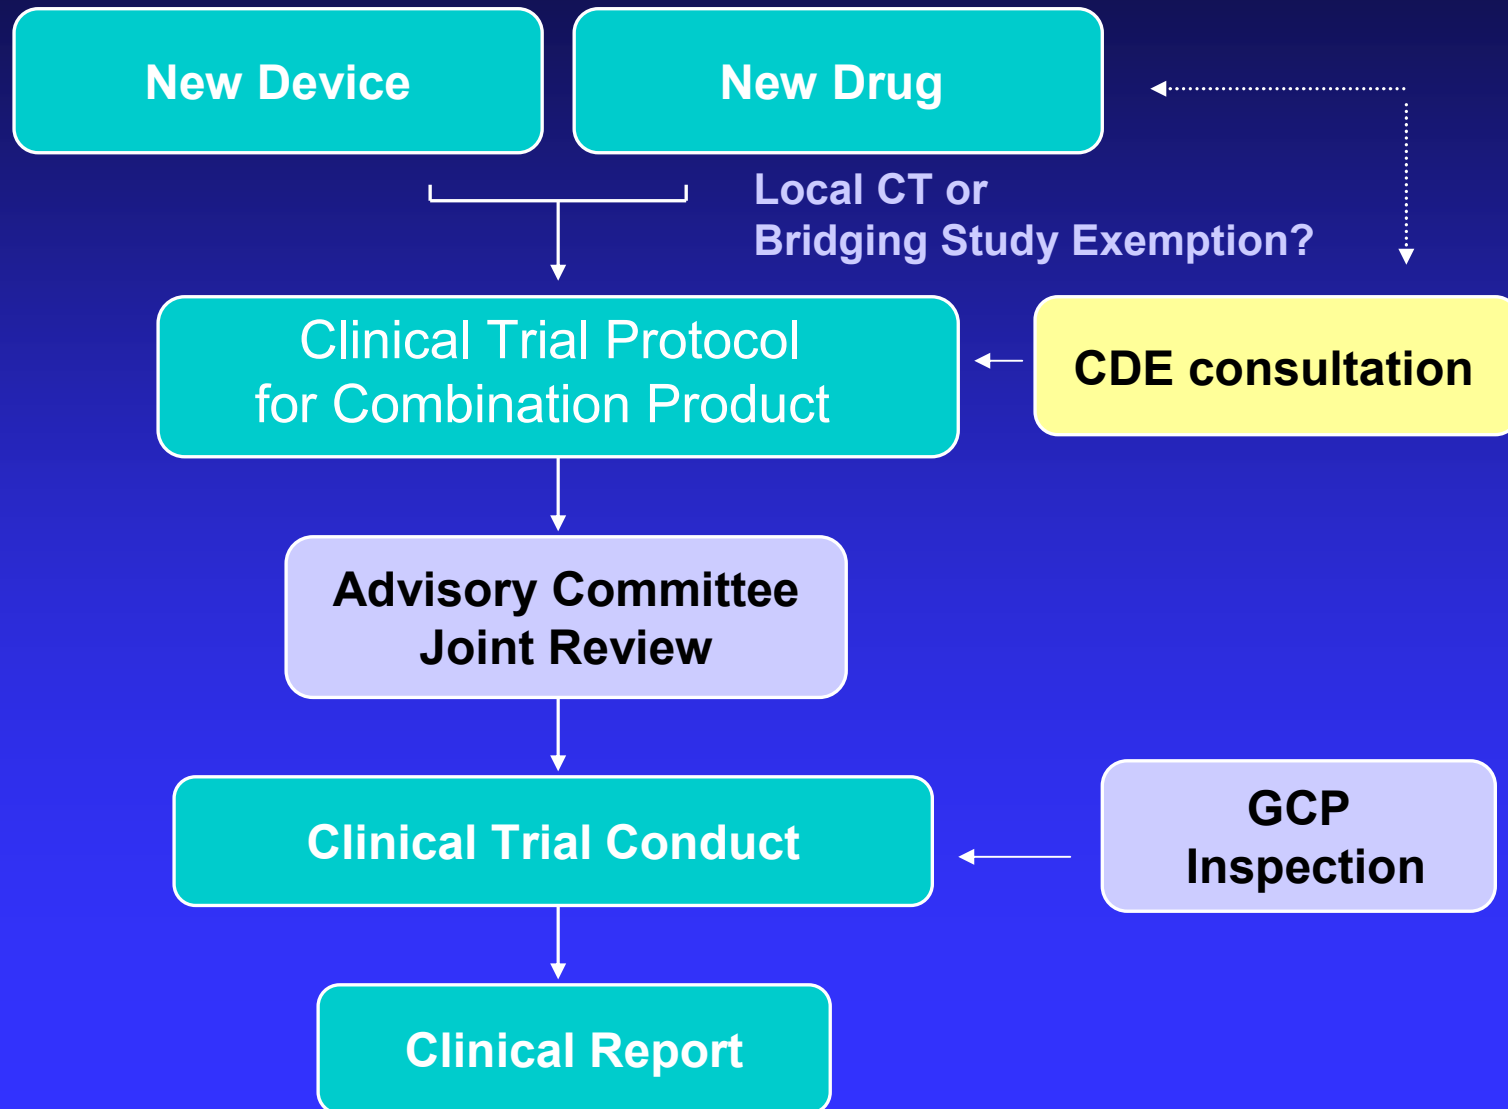 New Device
New Drug
Local CT or
Bridging Study Exemption?
Clinical Trial Protocol
for Combination Product
CDE consultation
Advisory Committee
Joint Review
Clinical Trial Conduct
GCP
Inspection
Clinical Report